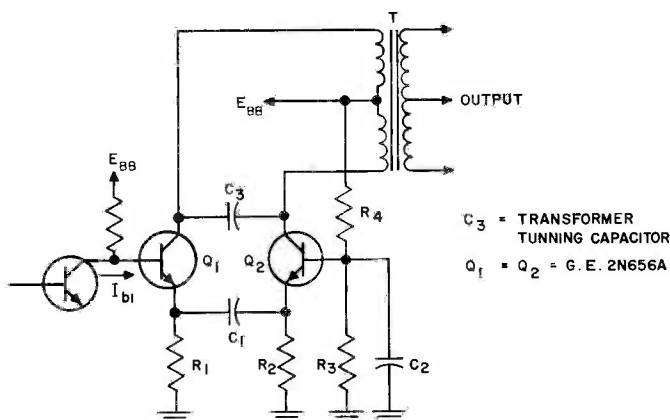 T
E_BB
OUTPUT
E_BB
C_3
R_4
C_3 = TRANSFORMER
TUNNING CAPACITOR
Q_1
Q_2
Q_1 = Q_2 = G.E. 2N656A
I_b1
C_1
R_1
R_2
R_3
C_2